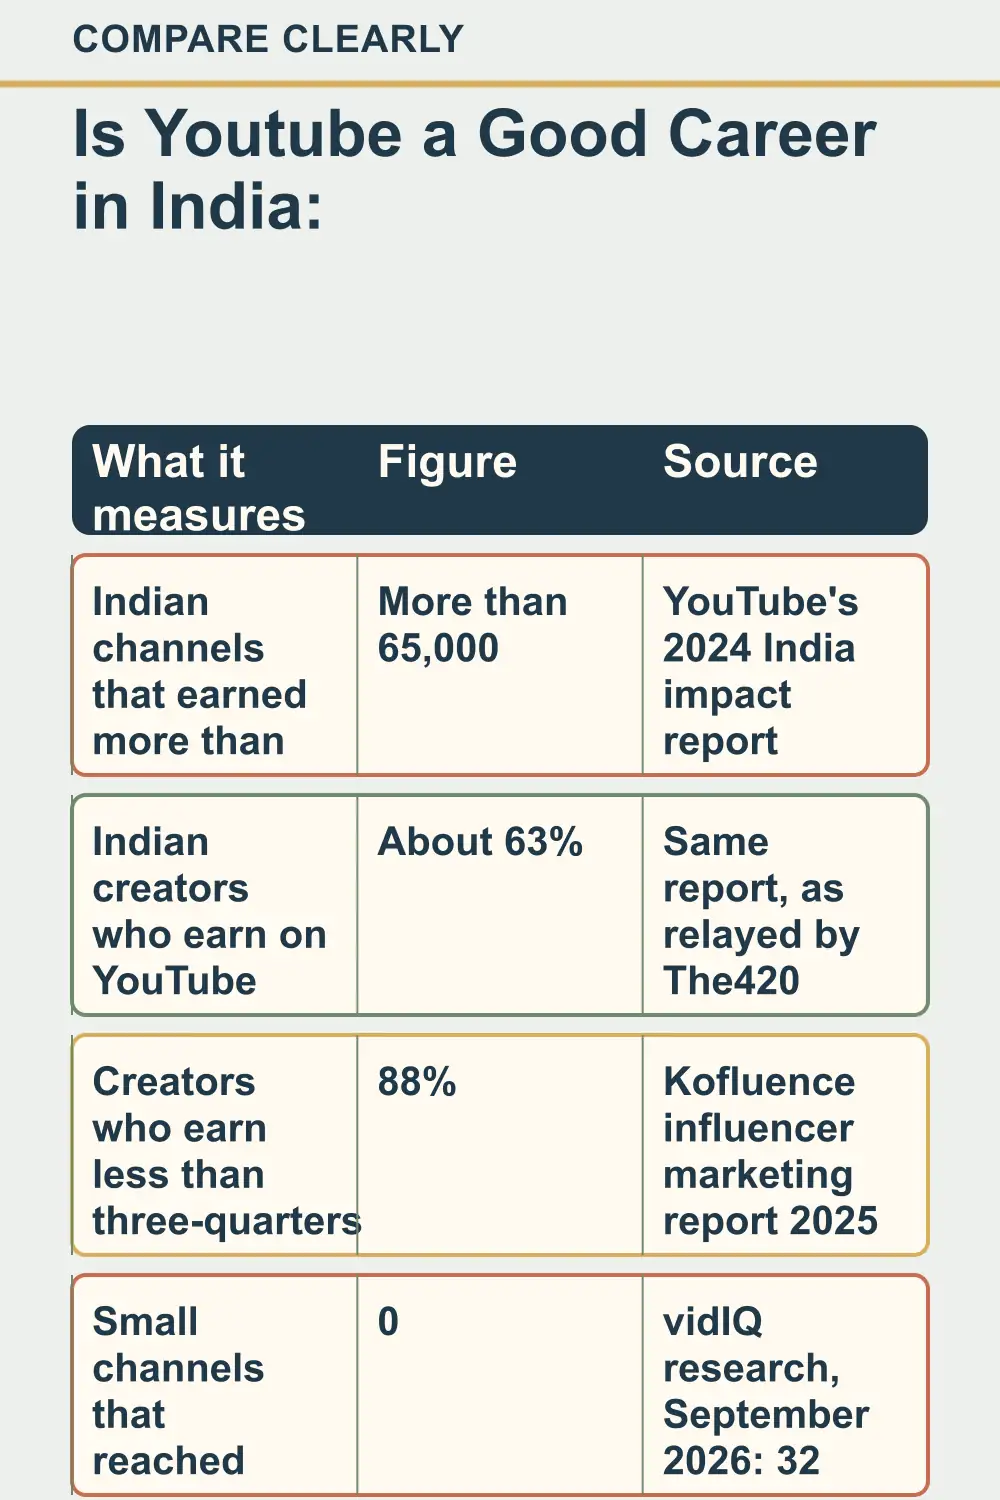 COMPARE CLEARLY
Is Youtube a Good Career
in India:
What it
measures
Figure
Source
Indian
channels
that earned
more than
More than
65,000
YouTube's
2024 India
impact
report
Indian
creators
who earn on
YouTube
About 63%
Same
report, as
relayed by
The420
Creators
who earn
less than
three-quarters
88%
Kofluence
influencer
marketing
report 2025
Small
channels
that
reached
0
vidIQ
research,
September
2026: 32